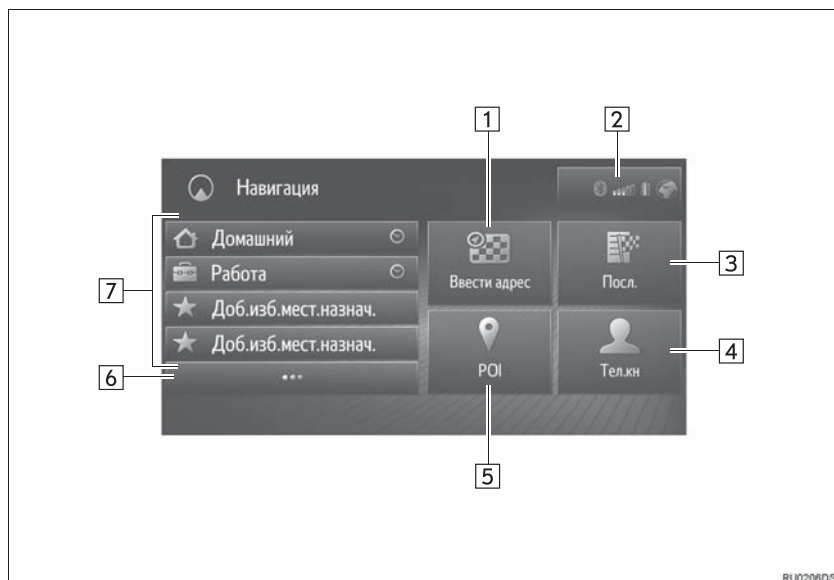 1
2
Навигация
Домашний
Работа
Доб.изб.мест.назнач.
Доб.изб.мест.назнач.
...
Ввести адрес
Посл.
POI
Тел.кн
7
3
4
6
5
RU0206DS